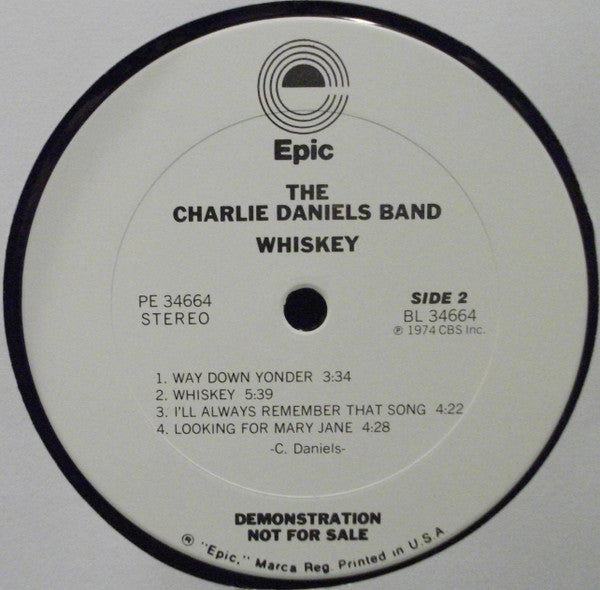 Epic
THE
CHARLIE DANIELS BAND
WHISKEY
PE 34664
STEREO
SIDE 2
BL 34664
℗ 1974 CBS Inc.
1. WAY DOWN YONDER 3:34
2. WHISKEY 5:39
3. I'LL ALWAYS REMEMBER THAT SONG 4:22
4. LOOKING FOR MARY JANE 4:28
-C. Daniels-
DEMONSTRATION
NOT FOR SALE
® "Epic," Marca Reg. Printed in U.S.A